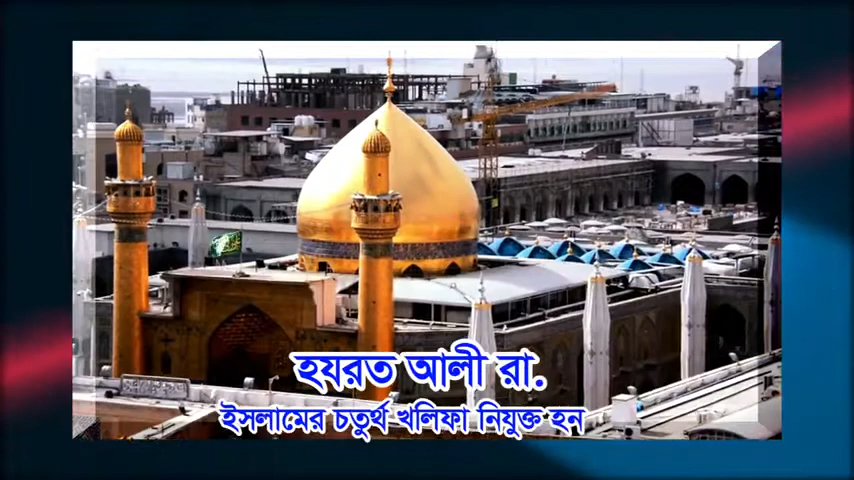 হযরত আলী রা.
ইসলামের চতুর্থ খলিফা নিযুক্ত হন